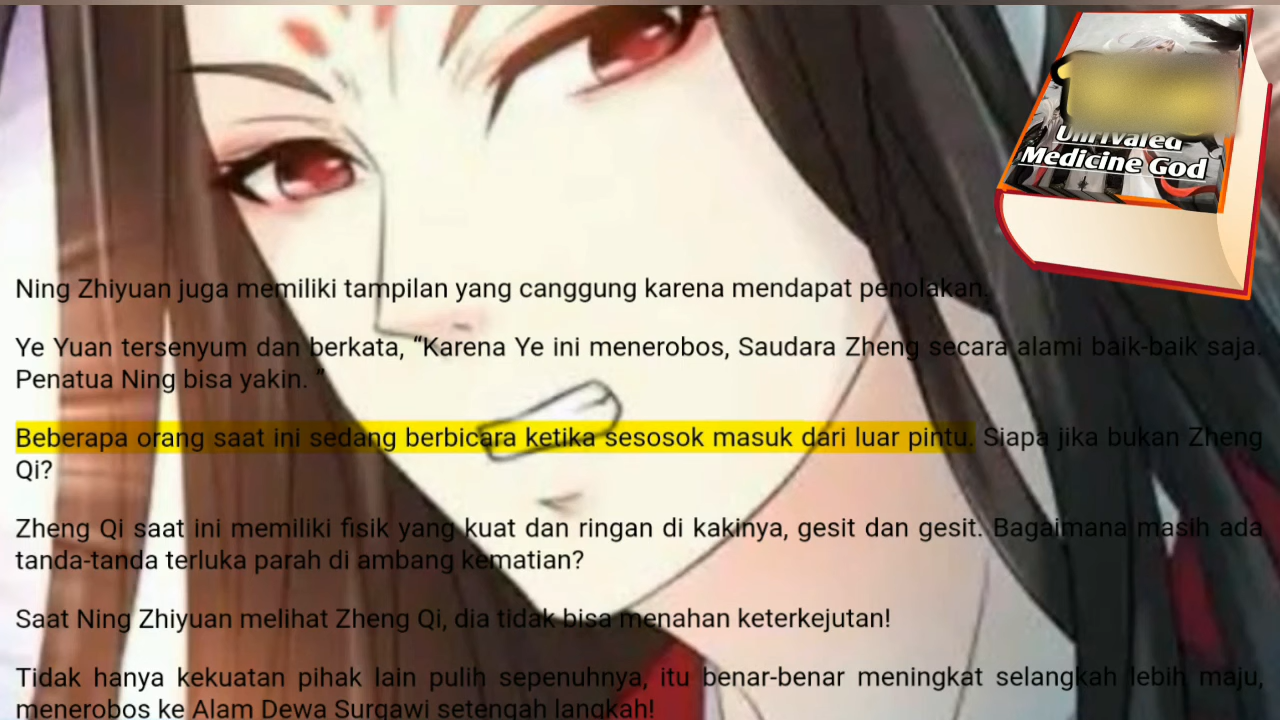 Unrivaled
Medicine God
Ning Zhiyuan juga memiliki tampilan yang canggung karena mendapat penolakan.
Ye Yuan tersenyum dan berkata, “Karena Ye ini menerobos, Saudara Zheng secara alami baik-baik saja.
Penatua Ning bisa yakin. ”
Beberapa orang saat ini sedang berbicara ketika sesosok masuk dari luar pintu. Siapa jika bukan Zheng
Qi?
Zheng Qi saat ini memiliki fisik yang kuat dan ringan di kakinya, gesit dan gesit. Bagaimana masih ada
tanda-tanda terluka parah di ambang kematian?
Saat Ning Zhiyuan melihat Zheng Qi, dia tidak bisa menahan keterkejutan!
Tidak hanya kekuatan pihak lain pulih sepenuhnya, itu benar-benar meningkat selangkah lebih maju,
menerobos ke Alam Dewa Surgawi setengah langkah!